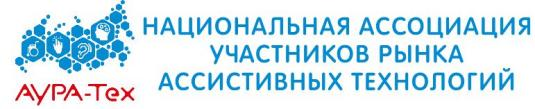 НАЦИОНАЛЬНАЯ АССОЦИАЦИЯ
УЧАСТНИКОВ РЫНКА
АССИСТИВНЫХ ТЕХНОЛОГИЙ
АУРА-Тех